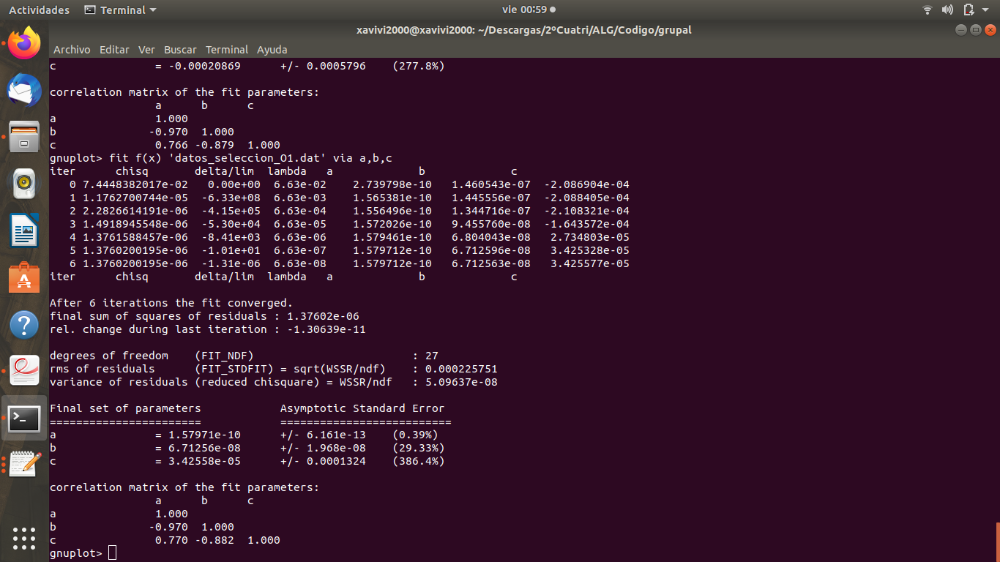 Actividades Terminal vie 00:59
xavivi2000@xavivi2000: ~/Descargas/2ºCuatri/ALG/Codigo/grupal
Archivo Editar Ver Buscar Terminal Ayuda
c = -0.00020869 +/- 0.0005796 (277.8%)
correlation matrix of the fit parameters:
a b c
a 1.000
b -0.970 1.000
c 0.766 -0.879 1.000
gnuplot> fit f(x) 'datos_seleccion_O1.dat' via a,b,c
iter chisq delta/lim lambda a b c
0 7.4448382017e-02 0.00e+00 6.63e-02 2.739798e-10 1.460543e-07 -2.086904e-04
1 1.1762700744e-05 -6.33e+08 6.63e-03 1.565381e-10 1.445556e-07 -2.088405e-04
2 2.2826614191e-06 -4.15e+05 6.63e-04 1.556496e-10 1.344716e-07 -2.108321e-04
3 1.4918945548e-06 -5.30e+04 6.63e-05 1.572026e-10 9.455760e-08 -1.643572e-04
4 1.3761588457e-06 -8.41e+03 6.63e-06 1.579461e-10 6.804043e-08 2.734803e-05
5 1.3760200195e-06 -1.01e+01 6.63e-07 1.579712e-10 6.712596e-08 3.425328e-05
6 1.3760200195e-06 -1.31e-06 6.63e-08 1.579712e-10 6.712563e-08 3.425577e-05
iter chisq delta/lim lambda a b c
After 6 iterations the fit converged.
final sum of squares of residuals : 1.37602e-06
rel. change during last iteration : -1.30639e-11
degrees of freedom (FIT_NDF) : 27
rms of residuals (FIT_STDFIT) = sqrt(WSSR/ndf) : 0.000225751
variance of residuals (reduced chisquare) = WSSR/ndf : 5.09637e-08
Final set of parameters Asymptotic Standard Error
======================= ==========================
a = 1.57971e-10 +/- 6.161e-13 (0.39%)
b = 6.71256e-08 +/- 1.968e-08 (29.33%)
c = 3.42558e-05 +/- 0.0001324 (386.4%)
correlation matrix of the fit parameters:
a b c
a 1.000
b -0.970 1.000
c 0.770 -0.882 1.000
gnuplot>